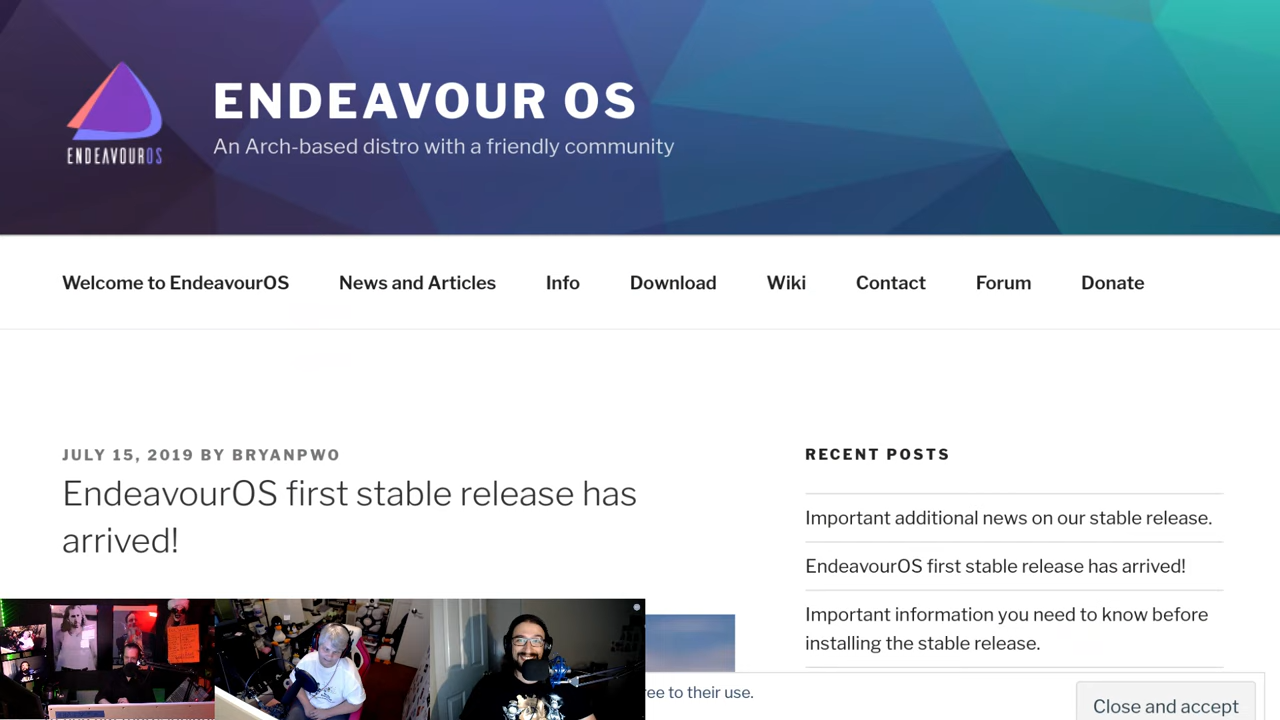 ENDEAVOUR OS
An Arch-based distro with a friendly community
ENDEAVOUROS
Welcome to EndeavourOS
News and Articles
Info
Download
Wiki
Contact
Forum
Donate
JULY 15, 2019 BY BRYANPWO
EndeavourOS first stable release has
arrived!
RECENT POSTS
Important additional news on our stable release.
EndeavourOS first stable release has arrived!
Important information you need to know before
installing the stable release.
to their use.
Close and accept